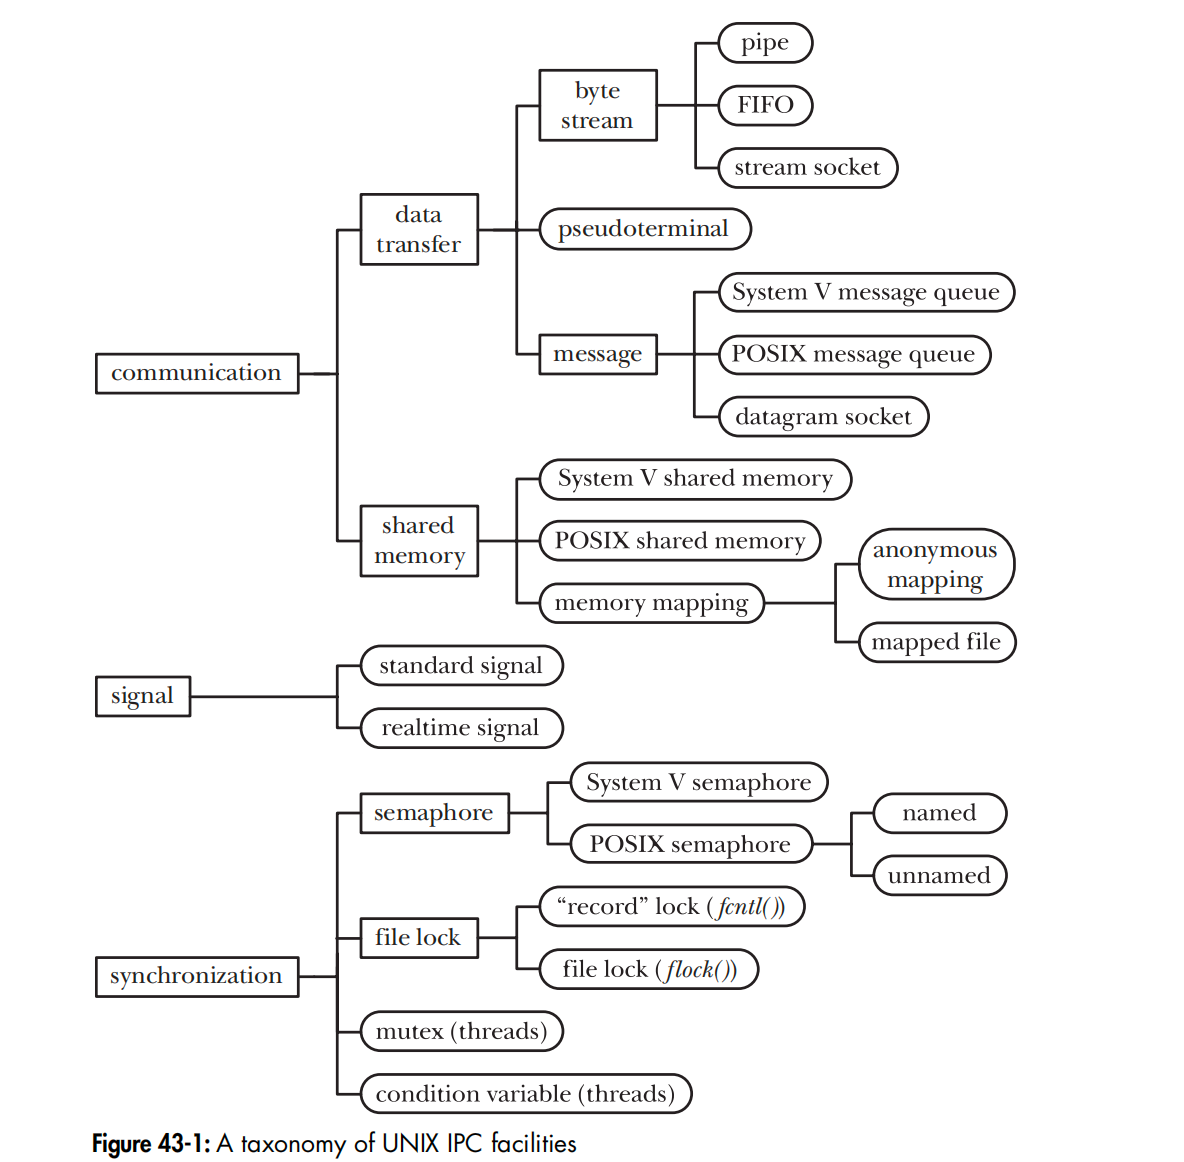 pipe
byte
stream
FIFO
stream socket
data
transfer
pseudoterminal
System V message queue
message
POSIX message queue
communication
datagram socket
System V shared memory
shared
memory
POSIX shared memory
anonymous
mapping
memory mapping
mapped file
standard signal
signal
realtime signal
System V semaphore
semaphore
named
POSIX semaphore
unnamed
“record” lock (fcntl())
file lock
file lock (flock())
synchronization
mutex (threads)
condition variable (threads)
Figure 43-1: A taxonomy of UNIX IPC facilities